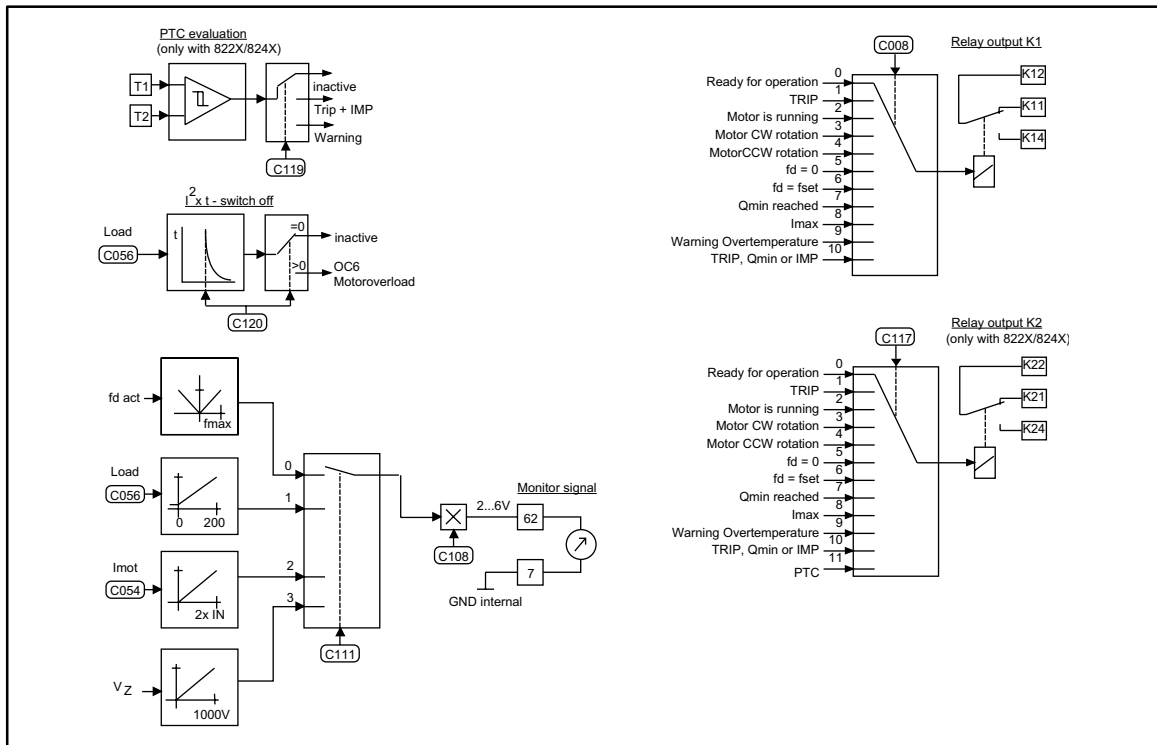 PTC evaluation
(only with 822X/824X)
T1
T2
inactive
Trip + IMP
Warning
C119
I2 x t - switch off
Load
C056
t
=0
>0
inactive
OC6
Motoroverload
C120
fd act
fmax
Load
C056
0 200
Imot
C054
2x IN
VZ
1000V
0
1
2
3
C111
C108
2...6V
Monitor signal
62
7
GND internal
C008
Relay output K1
0
Ready for operation
1
TRIP
2
Motor is running
3
Motor CW rotation
4
MotorCCW rotation
5
fd = 0
6
fd = fset
7
Qmin reached
8
Imax
9
Warning Overtemperature
10
TRIP, Qmin or IMP
K12
K11
K14
C117
Relay output K2
(only with 822X/824X)
0
Ready for operation
1
TRIP
2
Motor is running
3
Motor CW rotation
4
Motor CCW rotation
5
fd = 0
6
fd = fset
7
Qmin reached
8
Imax
9
Warning Overtemperature
10
TRIP, Qmin or IMP
11
PTC
K22
K21
K24